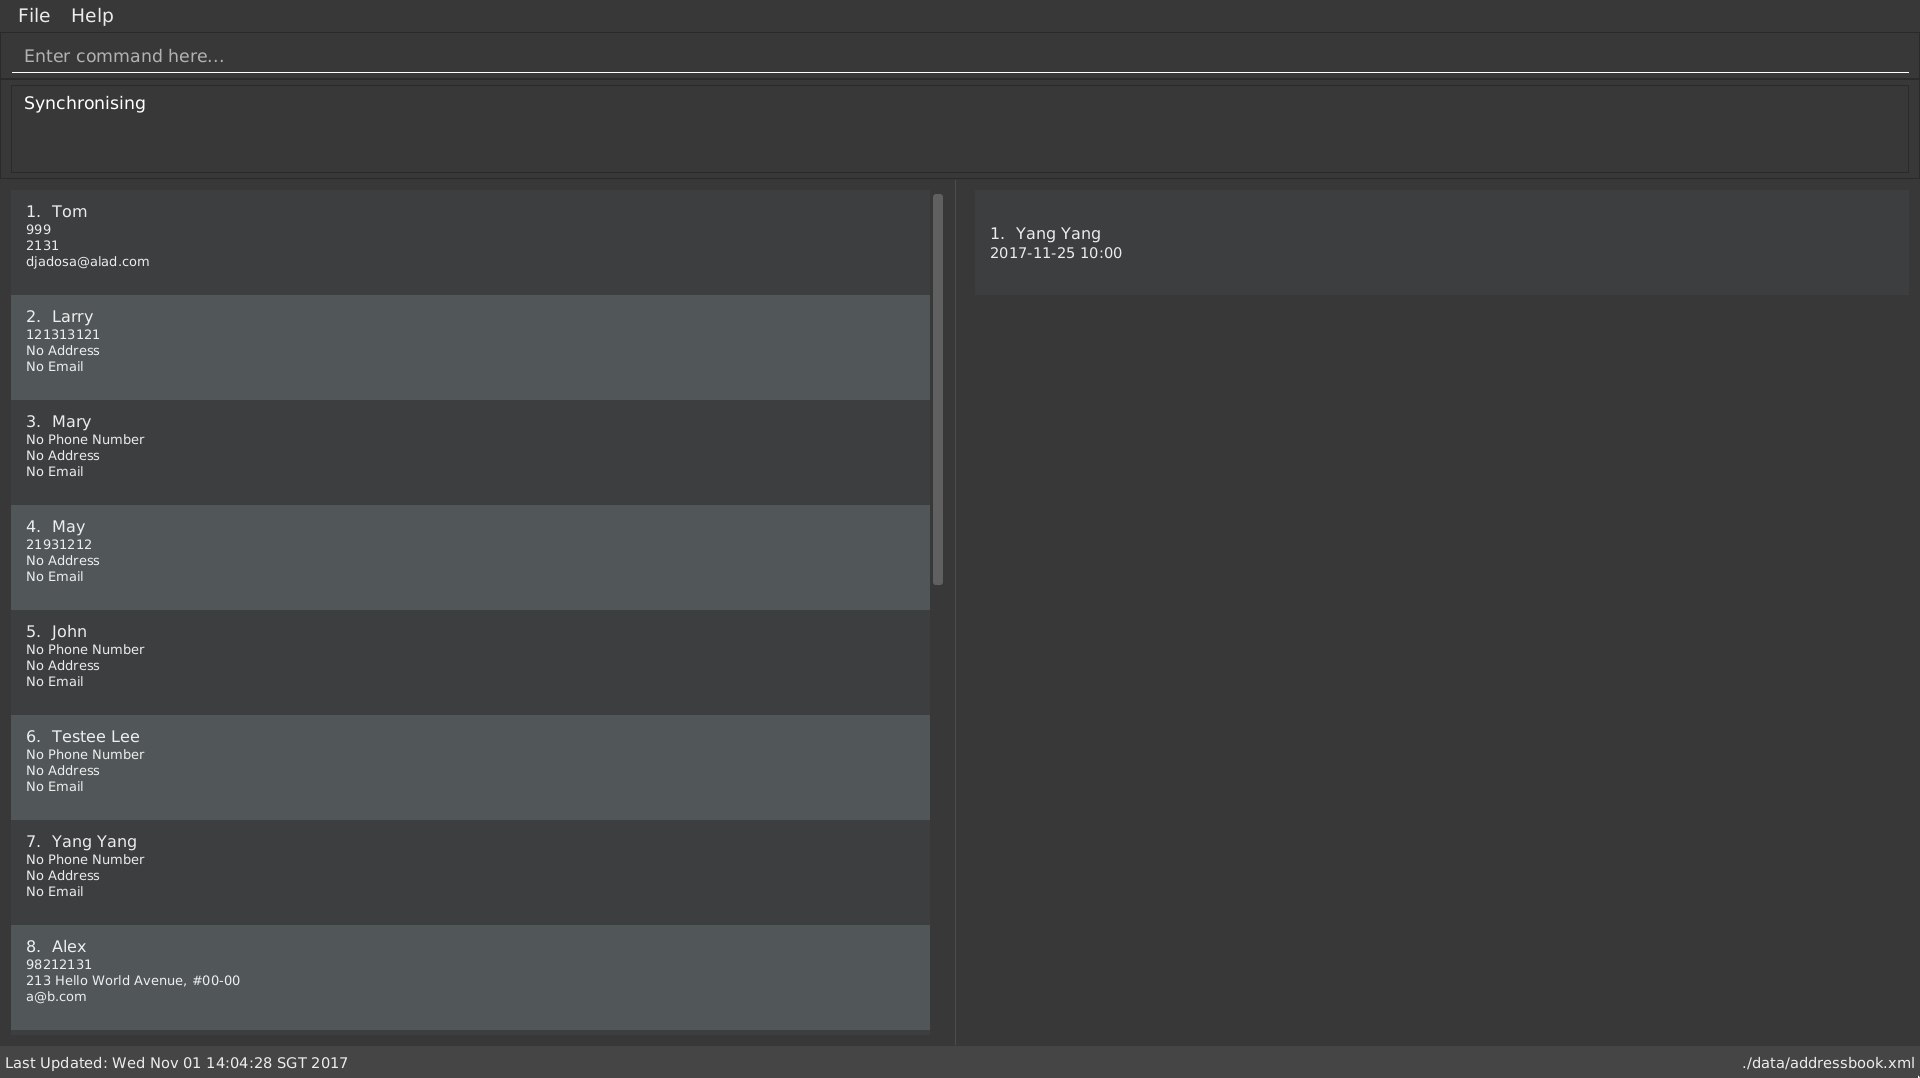 File Help
Enter command here...
Synchronising
1. Tom
999
2131
djadosa@alad.com
2. Larry
121313121
No Address
No Email
3. Mary
No Phone Number
No Address
No Email
4. May
21931212
No Address
No Email
5. John
No Phone Number
No Address
No Email
6. Testee Lee
No Phone Number
No Address
No Email
7. Yang Yang
No Phone Number
No Address
No Email
8. Alex
98212131
213 Hello World Avenue, #00-00
a@b.com
1. Yang Yang
2017-11-25 10:00
Last Updated: Wed Nov 01 14:04:28 SGT 2017
./data/addressbook.xml